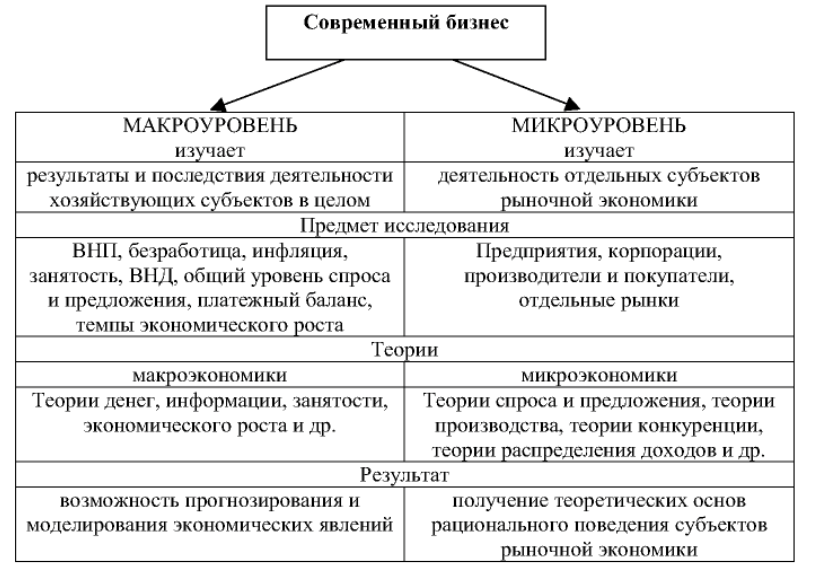 Современный бизнес
МАКРОУРОВЕНЬ
изучает
МИКРОУРОВЕНЬ
изучает
результаты и последствия деятельности
хозяйствующих субъектов в целом
деятельность отдельных субъектов
рыночной экономики
Предмет исследования
ВНП, безработица, инфляция,
занятость, ВНД, общий уровень спроса
и предложения, платежный баланс,
темпы экономического роста
Предприятия, корпорации,
производители и покупатели,
отдельные рынки
Теории
макроэкономики
микроэкономики
Теории денег, информации, занятости,
экономического роста и др.
Теории спроса и предложения, теории
производства, теории конкуренции,
теории распределения доходов и др.
Результат
возможность прогнозирования и
моделирования экономических явлений
получение теоретических основ
рационального поведения субъектов
рыночной экономики